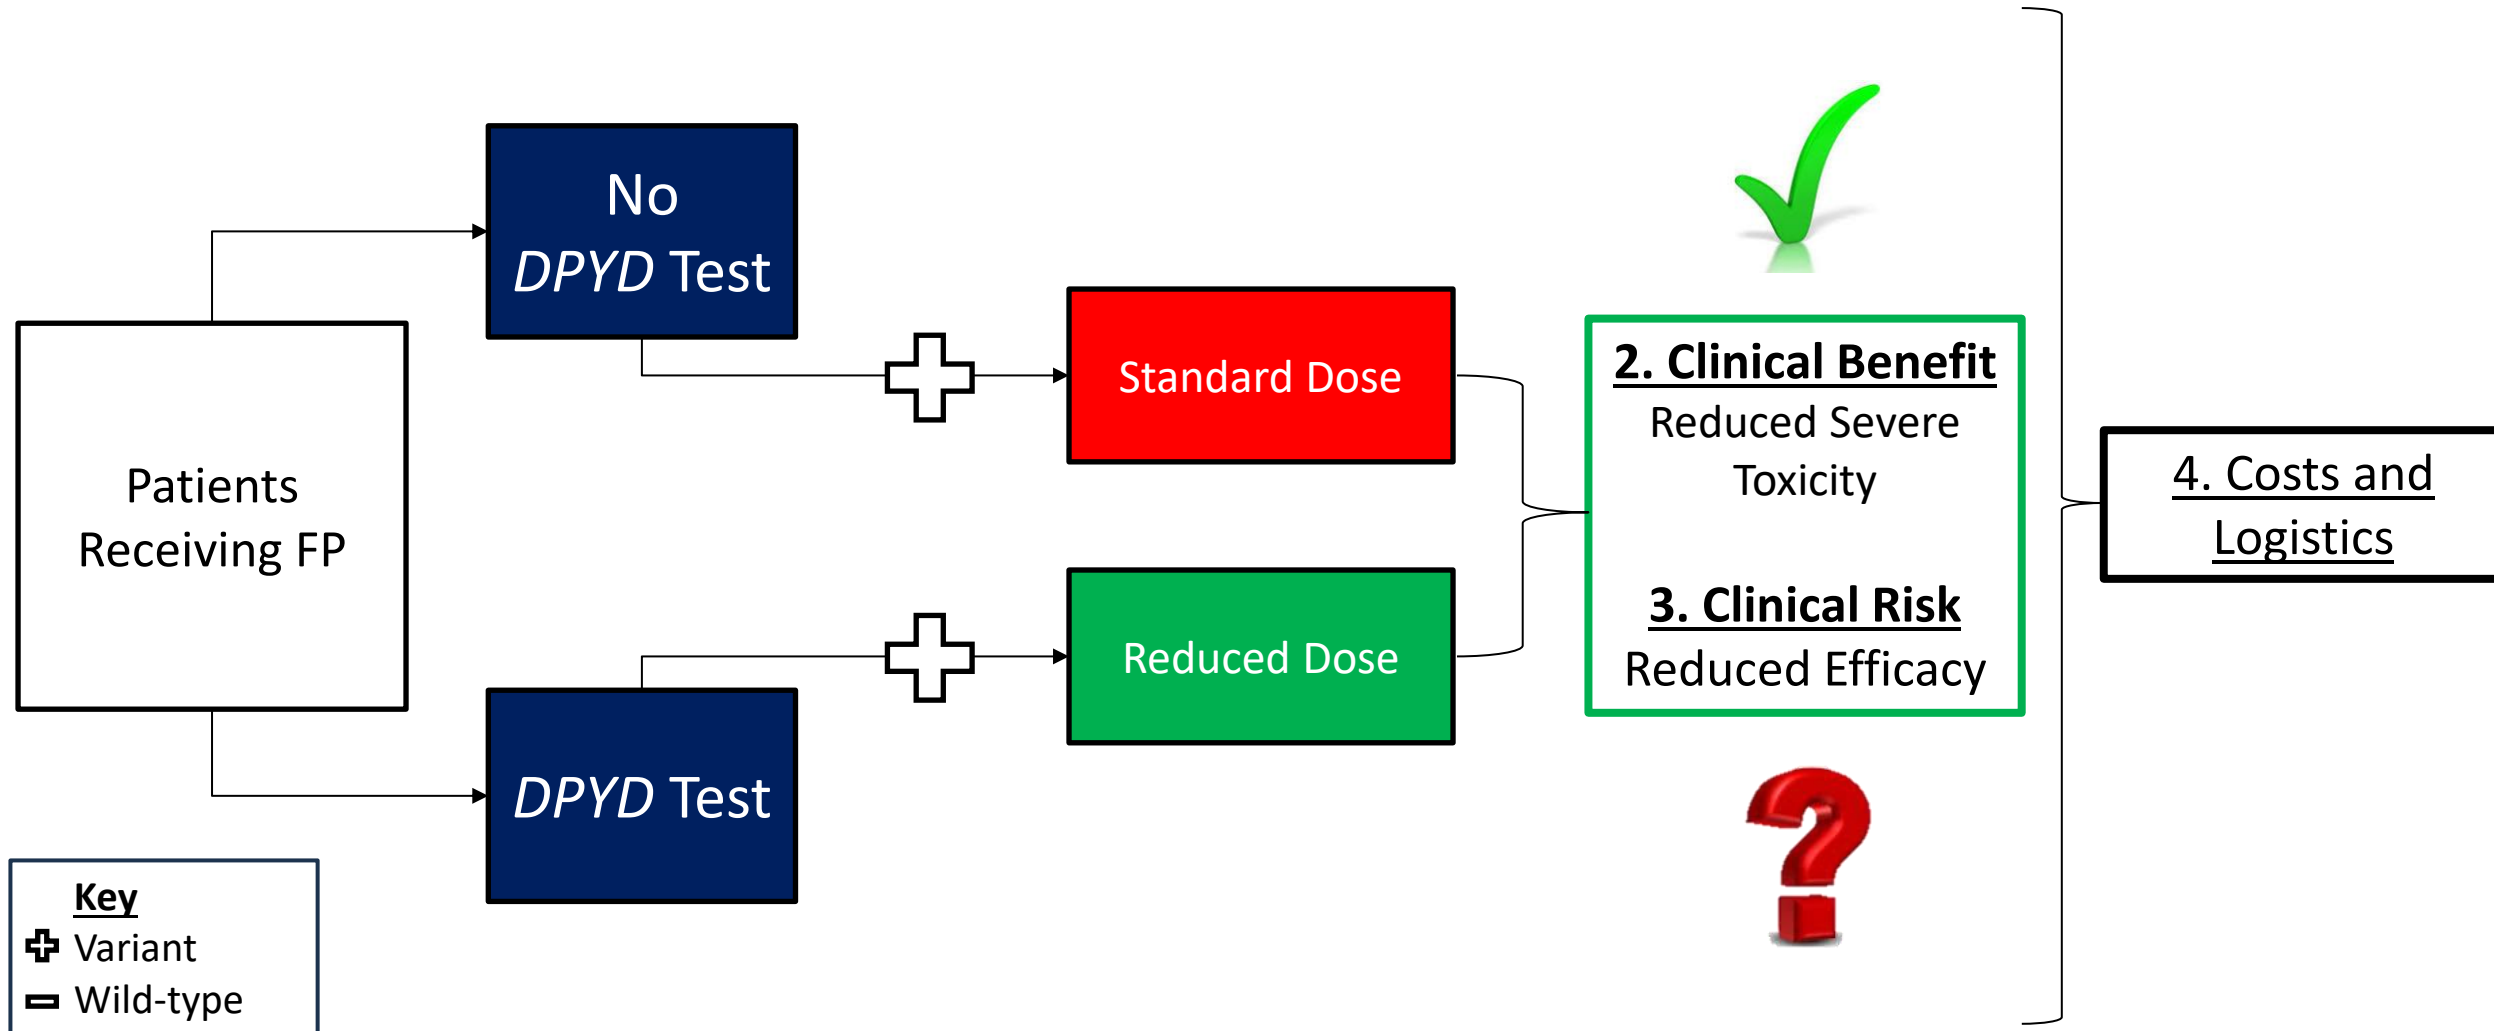 No
DPYD Test
Patients
Receiving FP
Standard Dose
Reduced Dose
DPYD Test
2. Clinical Benefit
Reduced Severe
Toxicity
3. Clinical Risk
Reduced Efficacy
4. Costs and
Logistics
Key
Variant
Wild-type